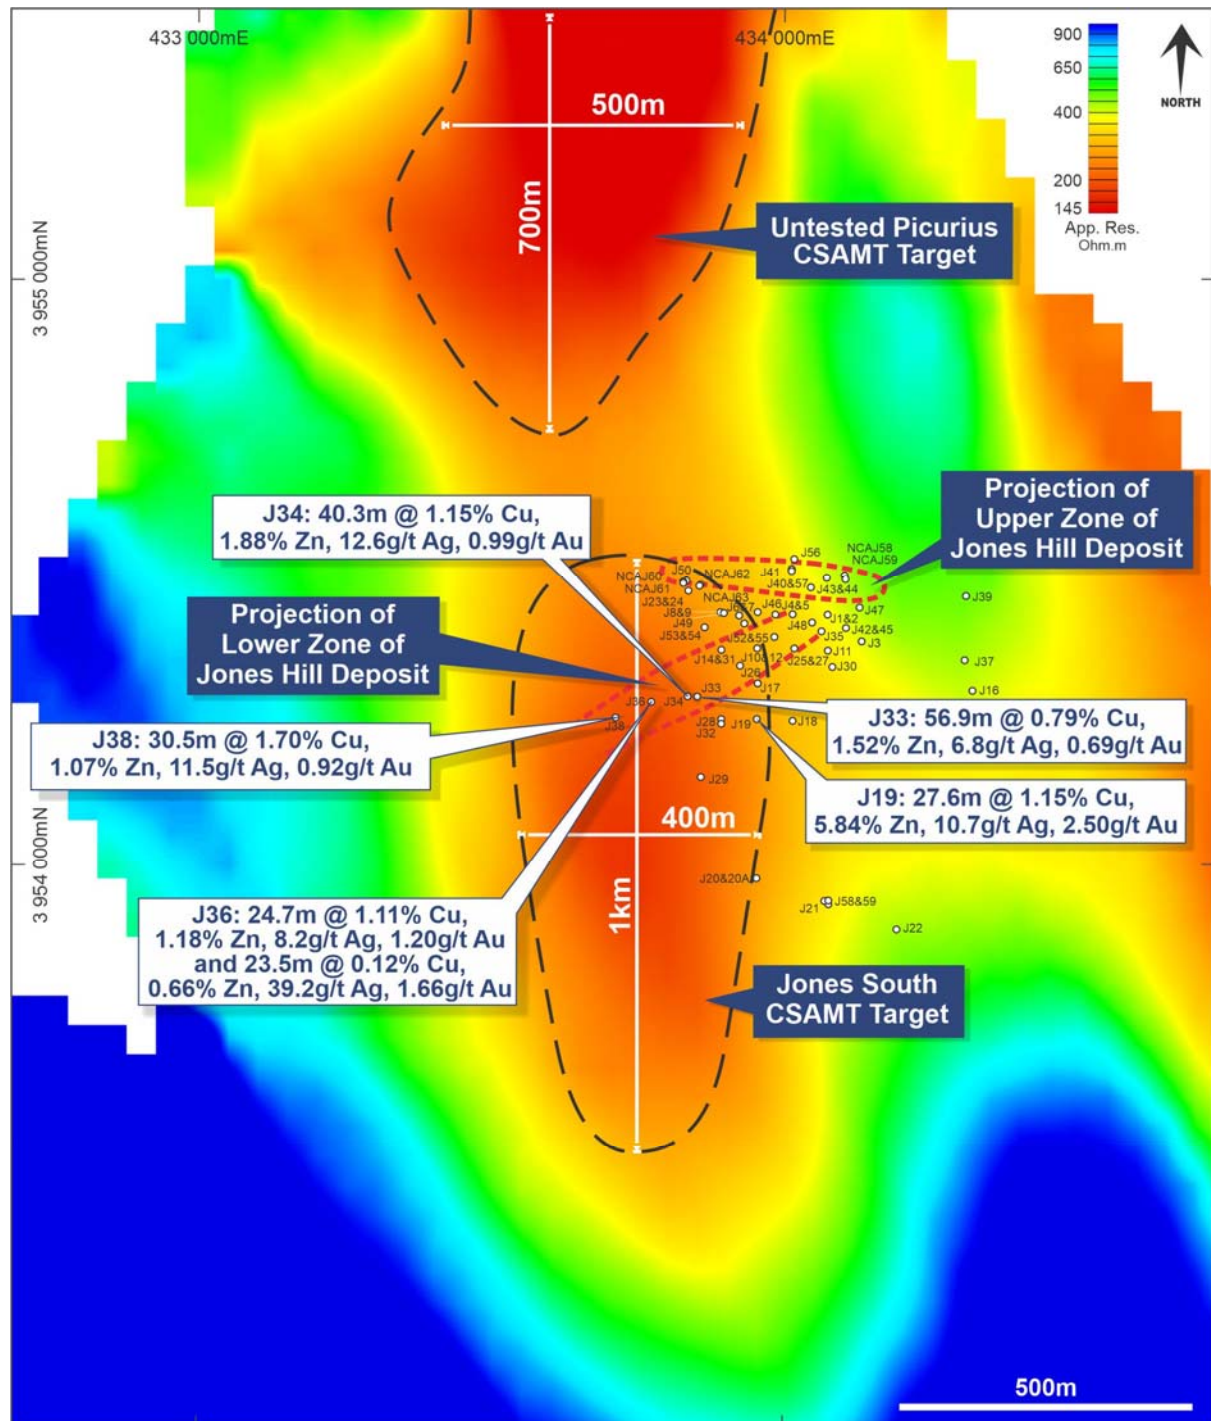 433 000mE
434 000mE
900
650
400
200
145
App. Res.
Ohm.m
NORTH
500m
700m
Untested Picurius
CSAMT Target
3 955 000mN
J34: 40.3m @ 1.15% Cu,
1.88% Zn, 12.6g/t Ag, 0.99g/t Au
Projection of
Upper Zone of
Jones Hill Deposit
J56
NCAJ58
NCAJ59
J50
J41
NCAJ60
NCAJ62
NCAJ61
J40&57
J43&44
J23&24
NCAJ63
J39
J8&9
J6&7
J46
J4&5
J47
J49
J48
J1&2
J53&54
J42&45
J52&55
J35
J3
J14&31
J10&12
J25&27
J11
J26
J30
J37
J17
J16
Projection of
Lower Zone of
Jones Hill Deposit
J36
J34
J33
J38
J28
J19
J18
J32
J29
J38: 30.5m @ 1.70% Cu,
1.07% Zn, 11.5g/t Ag, 0.92g/t Au
J33: 56.9m @ 0.79% Cu,
1.52% Zn, 6.8g/t Ag, 0.69g/t Au
J19: 27.6m @ 1.15% Cu,
5.84% Zn, 10.7g/t Ag, 2.50g/t Au
400m
3 954 000mN
1km
J20&20A
J21
J58&59
J22
J36: 24.7m @ 1.11% Cu,
1.18% Zn, 8.2g/t Ag, 1.20g/t Au
and 23.5m @ 0.12% Cu,
0.66% Zn, 39.2g/t Ag, 1.66g/t Au
Jones South
CSAMT Target
500m